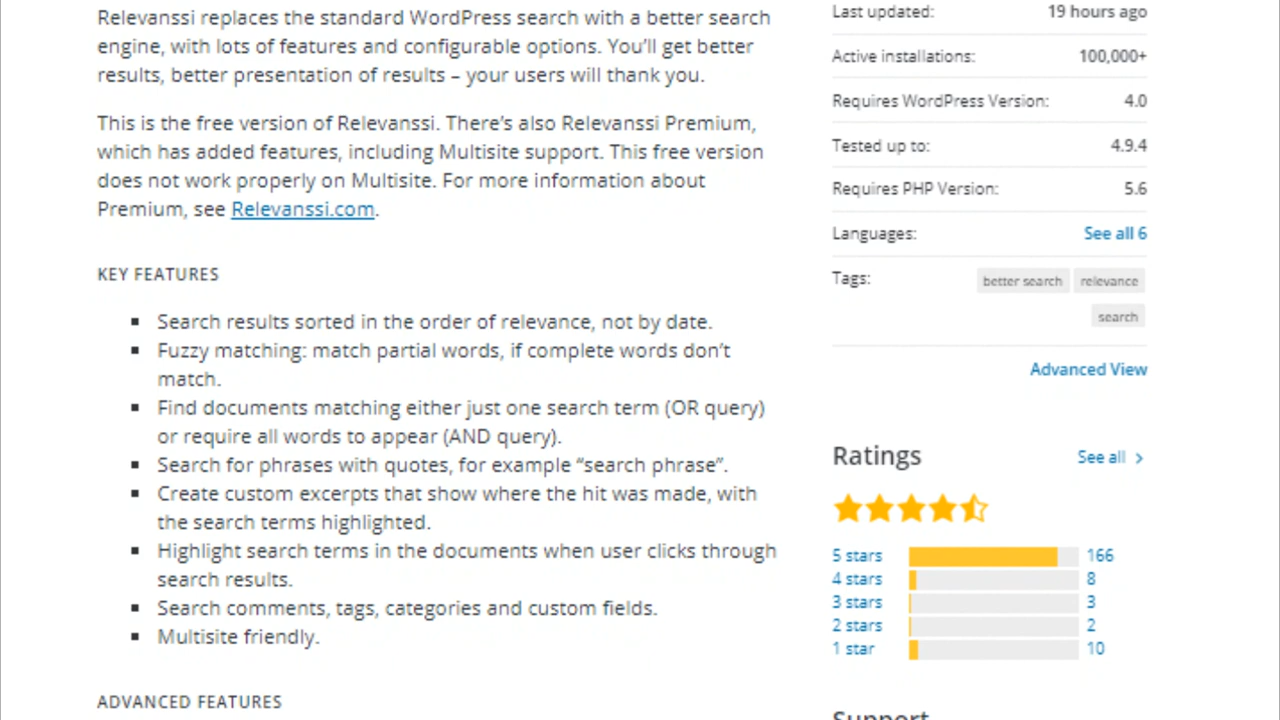 Relevanssi replaces the standard WordPress search with a better search
engine, with lots of features and configurable options. You’ll get better
results, better presentation of results – your users will thank you.
This is the free version of Relevanssi. There’s also Relevanssi Premium,
which has added features, including Multisite support. This free version
does not work properly on Multisite. For more information about
Premium, see Relevanssi.com.
KEY FEATURES
▪ Search results sorted in the order of relevance, not by date.
▪ Fuzzy matching: match partial words, if complete words don’t
match.
▪ Find documents matching either just one search term (OR query)
or require all words to appear (AND query).
▪ Search for phrases with quotes, for example “search phrase”.
▪ Create custom excerpts that show where the hit was made, with
the search terms highlighted.
▪ Highlight search terms in the documents when user clicks through
search results.
▪ Search comments, tags, categories and custom fields.
▪ Multisite friendly.
ADVANCED FEATURES
Last updated: 19 hours ago
Active installations: 100,000+
Requires WordPress Version: 4.0
Tested up to: 4.9.4
Requires PHP Version: 5.6
Languages: See all 6
Tags: better search relevance
search
Advanced View
Ratings See all >
5 stars 166
4 stars 8
3 stars 3
2 stars 2
1 star 10
Support